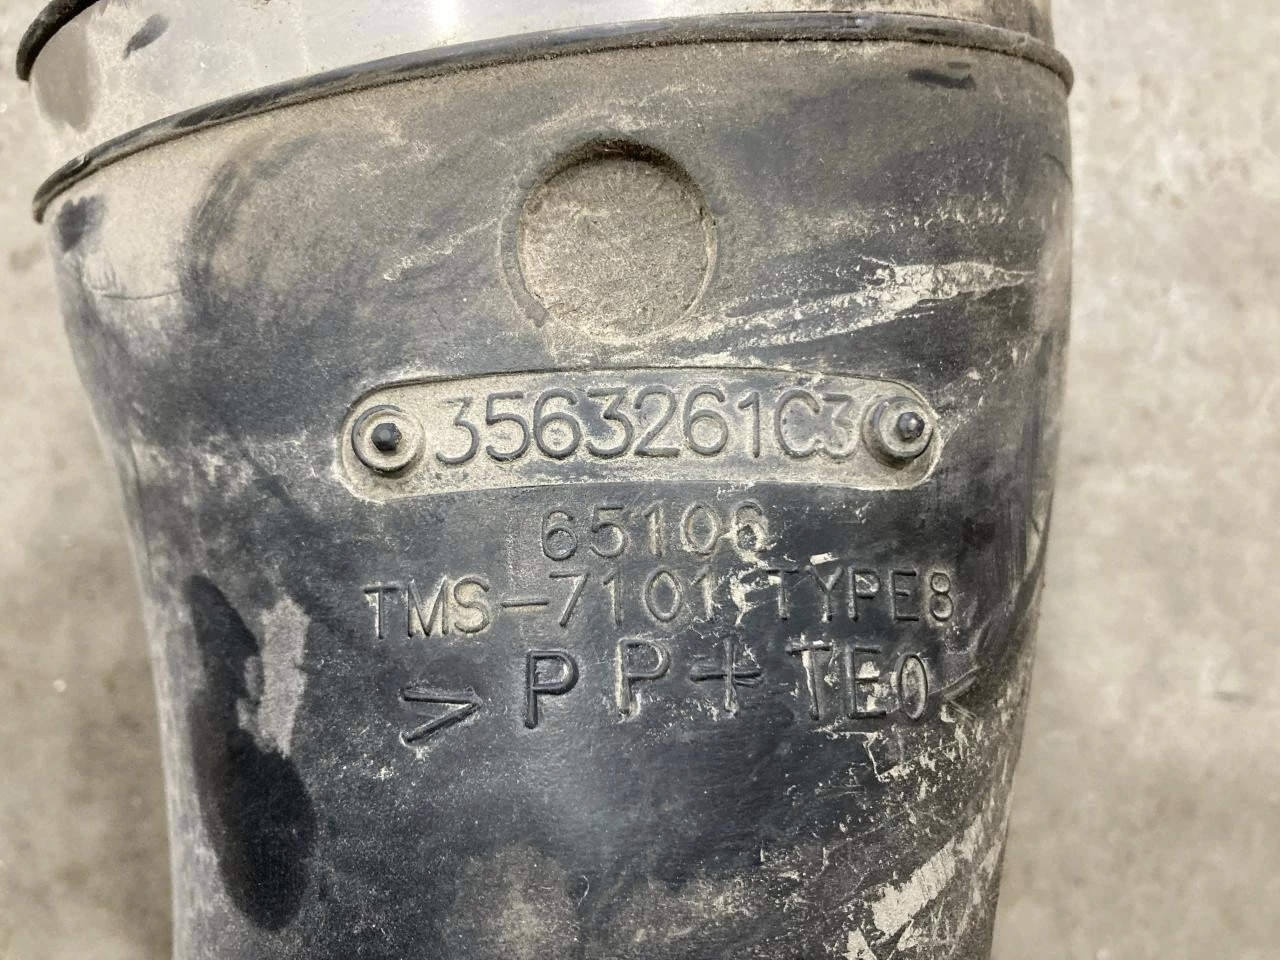 3563261C3
65106
TMS-7101 TYPE8
>PP+TEO<